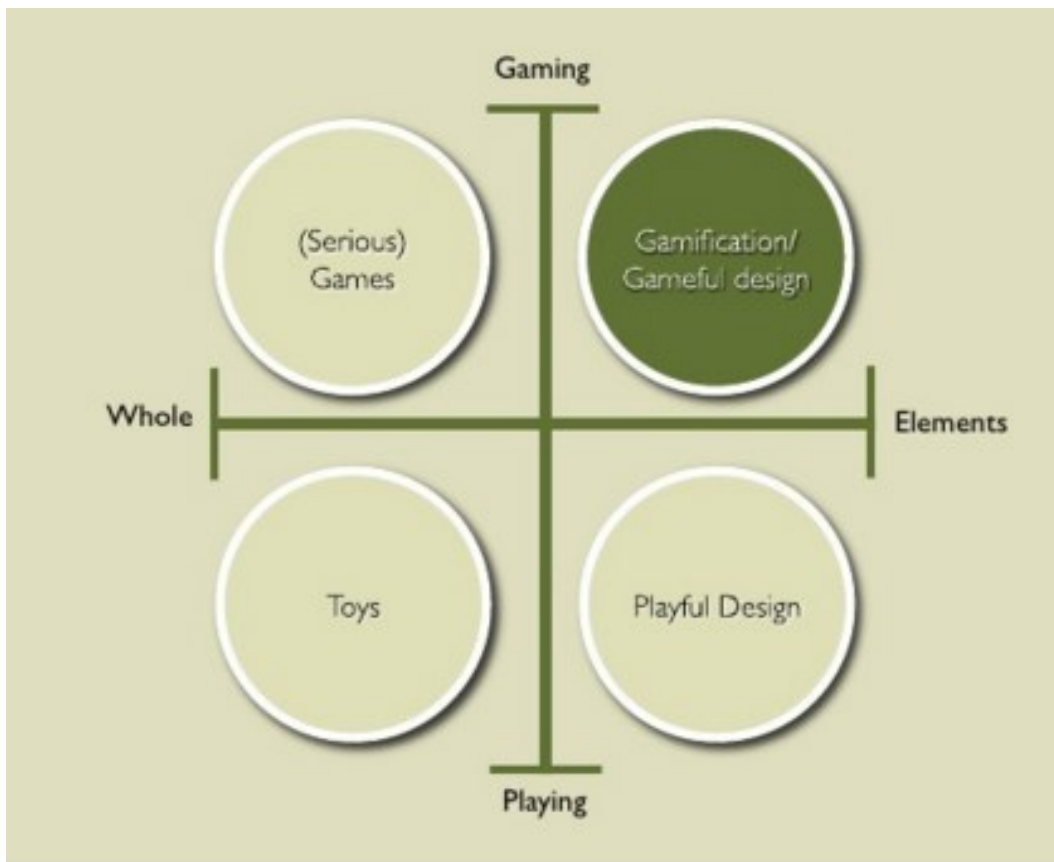 Gaming
(Serious)
Games
Gamification/
Gameful design
Whole
Elements
Toys
Playful Design
Playing